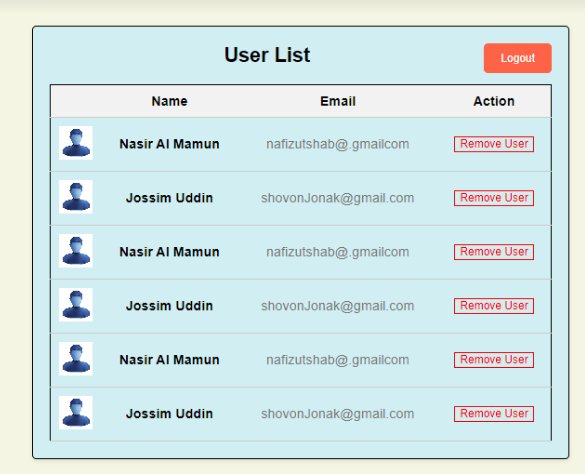 User List
Logout
Name Email Action
Nasir Al Mamun nafizutshab@.gmailcom Remove User
Jossim Uddin shovonJonak@gmail.com Remove User
Nasir Al Mamun nafizutshab@.gmailcom Remove User
Jossim Uddin shovonJonak@gmail.com Remove User
Nasir Al Mamun nafizutshab@.gmailcom Remove User
Jossim Uddin shovonJonak@gmail.com Remove User